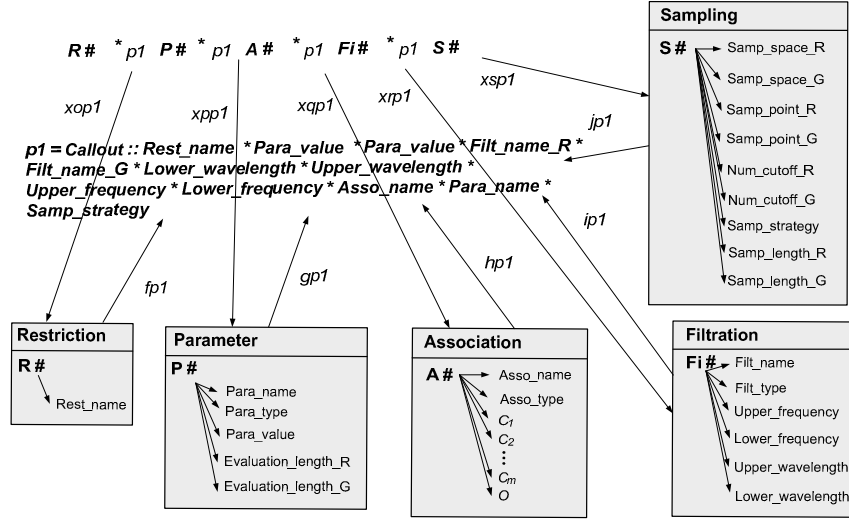 R# *p1 P# *p1 A# *p1 Fi# *p1 S#
xop1
xpp1
xqp1
xrp1
xsp1
jp1
p1 = Callout :: Rest_name *Para_value *Para_value *Filt_name_R *
Filt_name_G * Lower_wavelength * Upper_wavelength *
Upper_frequency * Lower_frequency * Asso_name * Para_name *
Samp_strategy
fp1
gp1
hp1
ip1
Sampling
S#
Samp_space_R
Samp_space_G
Samp_point_R
Samp_point_G
Num_cutoff_R
Num_cutoff_G
Samp_strategy
Samp_length_R
Samp_length_G
Restriction
R#
Rest_name
Parameter
P#
Para_name
Para_type
Para_value
Evaluation_length_R
Evaluation_length_G
Association
A#
Asso_name
Asso_type
C1
C2
⋮
Cm
O
Filtration
Fi#
Filt_name
Filt_type
Upper_frequency
Lower_frequency
Upper_wavelength
Lower_wavelength